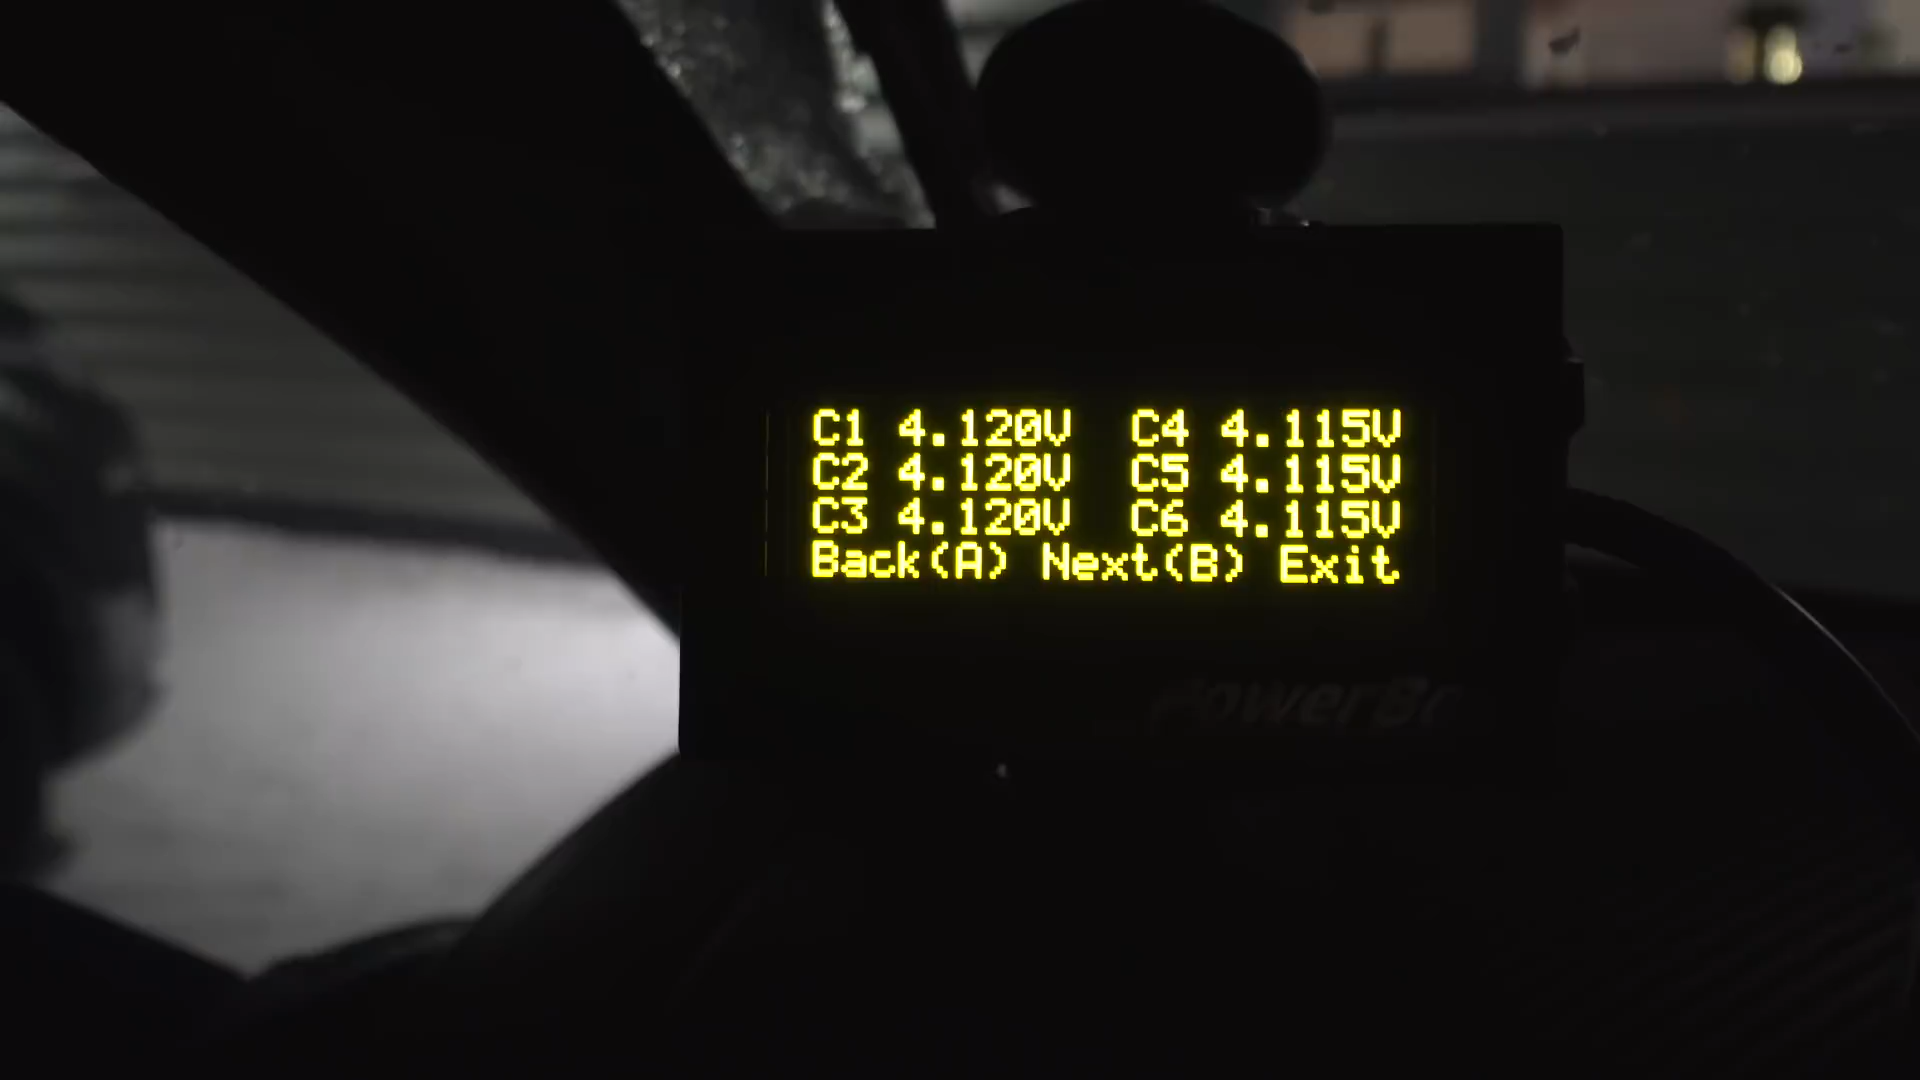 C1 4.120V C4 4.115V
C2 4.120V C5 4.115V
C3 4.120V C6 4.115V
Back(A) Next(B) Exit